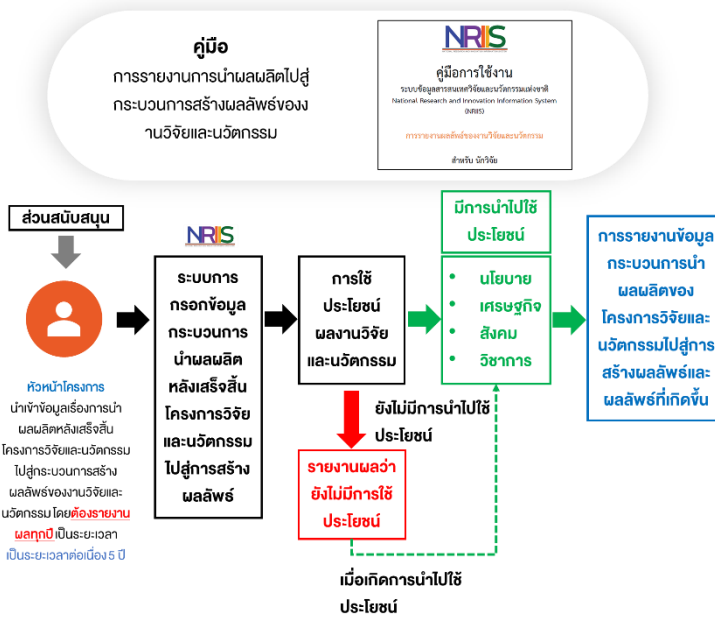 คู่มือ
การรายงานการนำผลผลิตไปสู่
กระบวนการสร้างผลลัพธ์ของง
านวิจัยและนวัตกรรม
NRIIS
คู่มือการใช้งาน
ระบบข้อมูลสารสนเทศวิจัยและนวัตกรรมแห่งชาติ
National Research and Innovation Information System
(NRIIS)
การรายงานผลลัพธ์ของงานวิจัยและนวัตกรรม
สำหรับ นักวิจัย
ส่วนสนับสนุน
หัวหน้าโครงการ
นำเข้าข้อมูลเรื่องการนำ
ผลผลิตหลังเสร็จสิ้น
โครงการวิจัยและนวัตกรรม
ไปสู่กระบวนการสร้าง
ผลลัพธ์ของงานวิจัยและ
นวัตกรรม โดยต้องรายงาน
ผลทุกปี เป็นระยะเวลา
เป็นระยะเวลาต่อเนื่อง 5 ปี
NRIIS
ระบบการ
กรอกข้อมูล
กระบวนการ
นำผลผลิต
หลังเสร็จสิ้น
โครงการวิจัย
และนวัตกรรม
ไปสู่การสร้าง
ผลลัพธ์
การใช้
ประโยชน์
ผลงานวิจัย
และนวัตกรรม
ยังไม่มีการนำไปใช้
ประโยชน์
รายงานผลว่า
ยังไม่มีการใช้
ประโยชน์
เมื่อเกิดการนำไปใช้
ประโยชน์
มีการนำไปใช้
ประโยชน์
• นโยบาย
• เศรษฐกิจ
• สังคม
• วิชาการ
การรายงานข้อมูล
กระบวนการนำ
ผลผลิตของ
โครงการวิจัยและ
นวัตกรรมไปสู่การ
สร้างผลลัพธ์และ
ผลลัพธ์ที่เกิดขึ้น